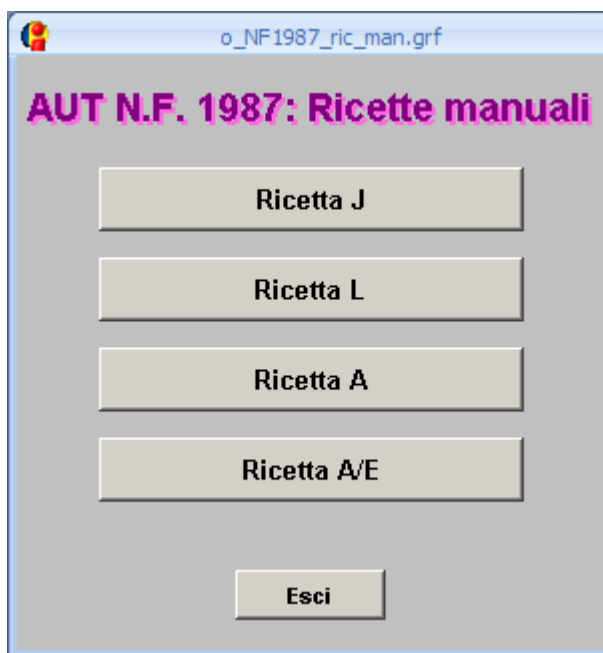 o_NF1987_ric_man.grf
AUT N.F. 1987: Ricette manuali
Ricetta J
Ricetta L
Ricetta A
Ricetta A/E
Esci